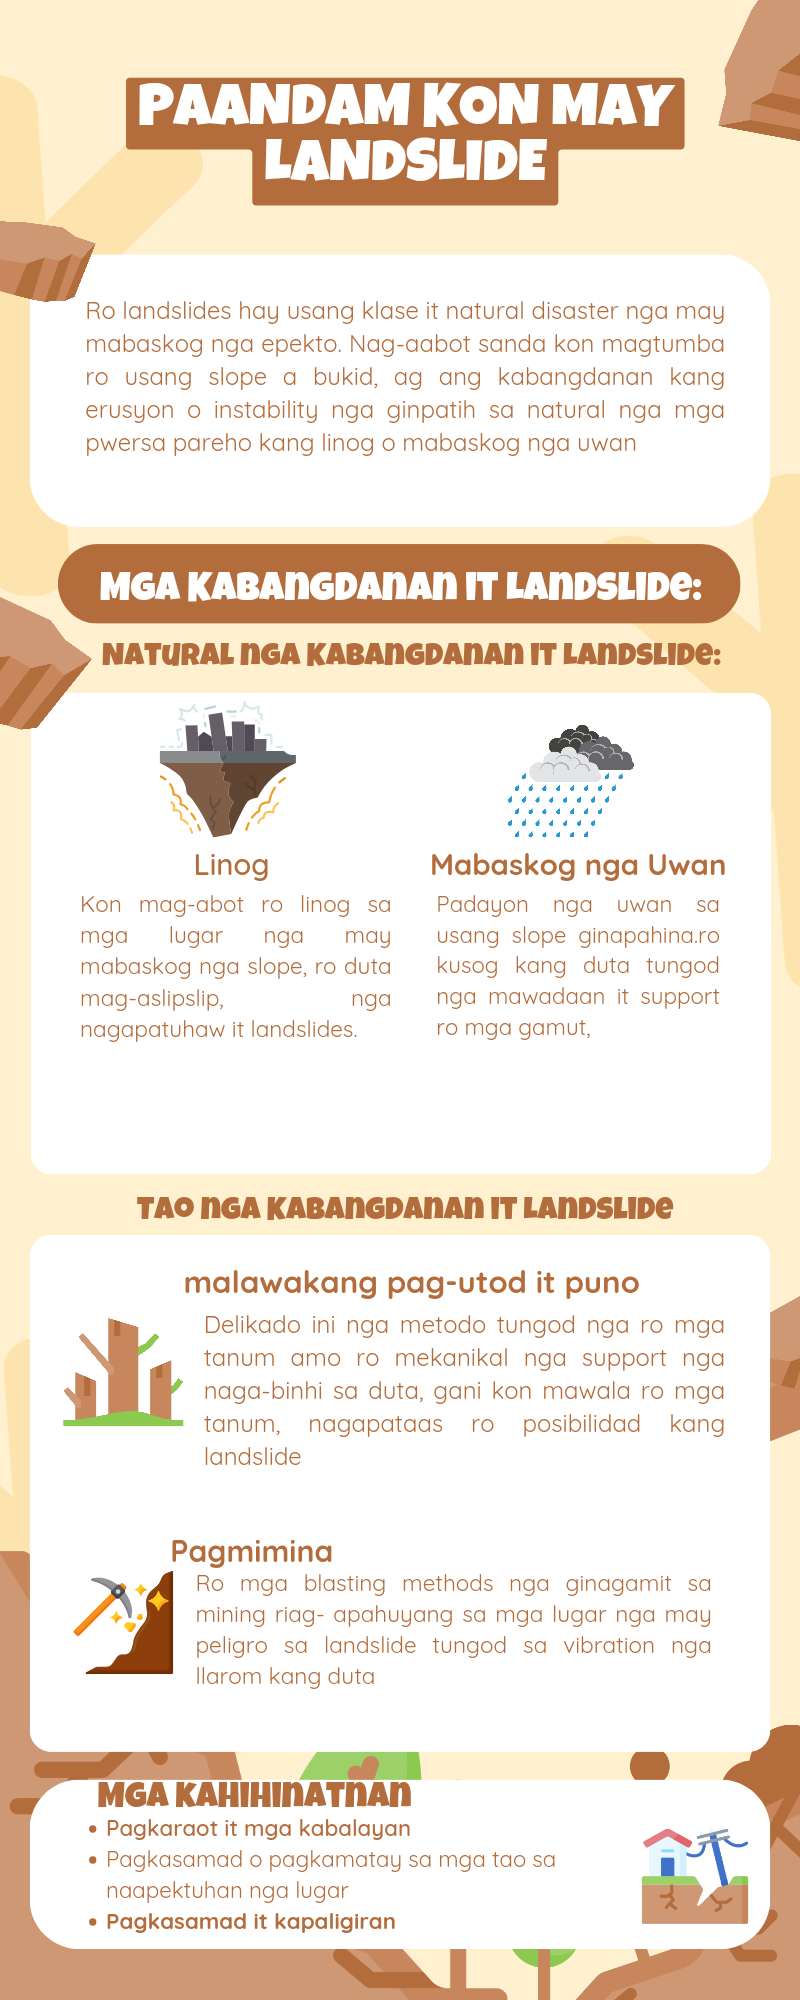 PAANDAM KON MAY
LANDSLIDE
Ro landslides hay usang klase it natural disaster nga may
mabaskog nga epekto. Nag-aabot sanda kon magtumba
ro usang slope a bukid, ag ang kabangdanan kang
erusyon o instability nga ginpatih sa natural nga mga
pwersa pareho kang linog o mabaskog nga uwan
MGA KABANGDANAN IT LANDSLIDE:
NATURAL NGA KABANGDANAN IT LANDSLIDE:
Linog
Kon mag-abot ro linog sa
mga lugar nga may
mabaskog nga slope, ro duta
mag-aslipslip, nga
nagapatuhaw it landslides.
Mabaskog nga Uwan
Padayon nga uwan sa
usang slope ginapahina.ro
kusog kang duta tungod
nga mawadaan it support
ro mga gamut,
TAO NGA KABANGDANAN IT LANDSLIDE
malawakang pag-utod it puno
Delikado ini nga metodo tungod nga ro mga
tanum amo ro mekanikal nga support nga
naga-binhi sa duta, gani kon mawala ro mga
tanum, nagapataas ro posibilidad kang
landslide
Pagmimina
Ro mga blasting methods nga ginagamit sa
mining riag- apahuyang sa mga lugar nga may
peligro sa landslide tungod sa vibration nga
llarom kang duta
MGA KAHIHINATNAN
• Pagkaraot it mga kabalayan
• Pagkasamad o pagkamatay sa mga tao sa
naapektuhan nga lugar
• Pagkasamad it kapaligiran